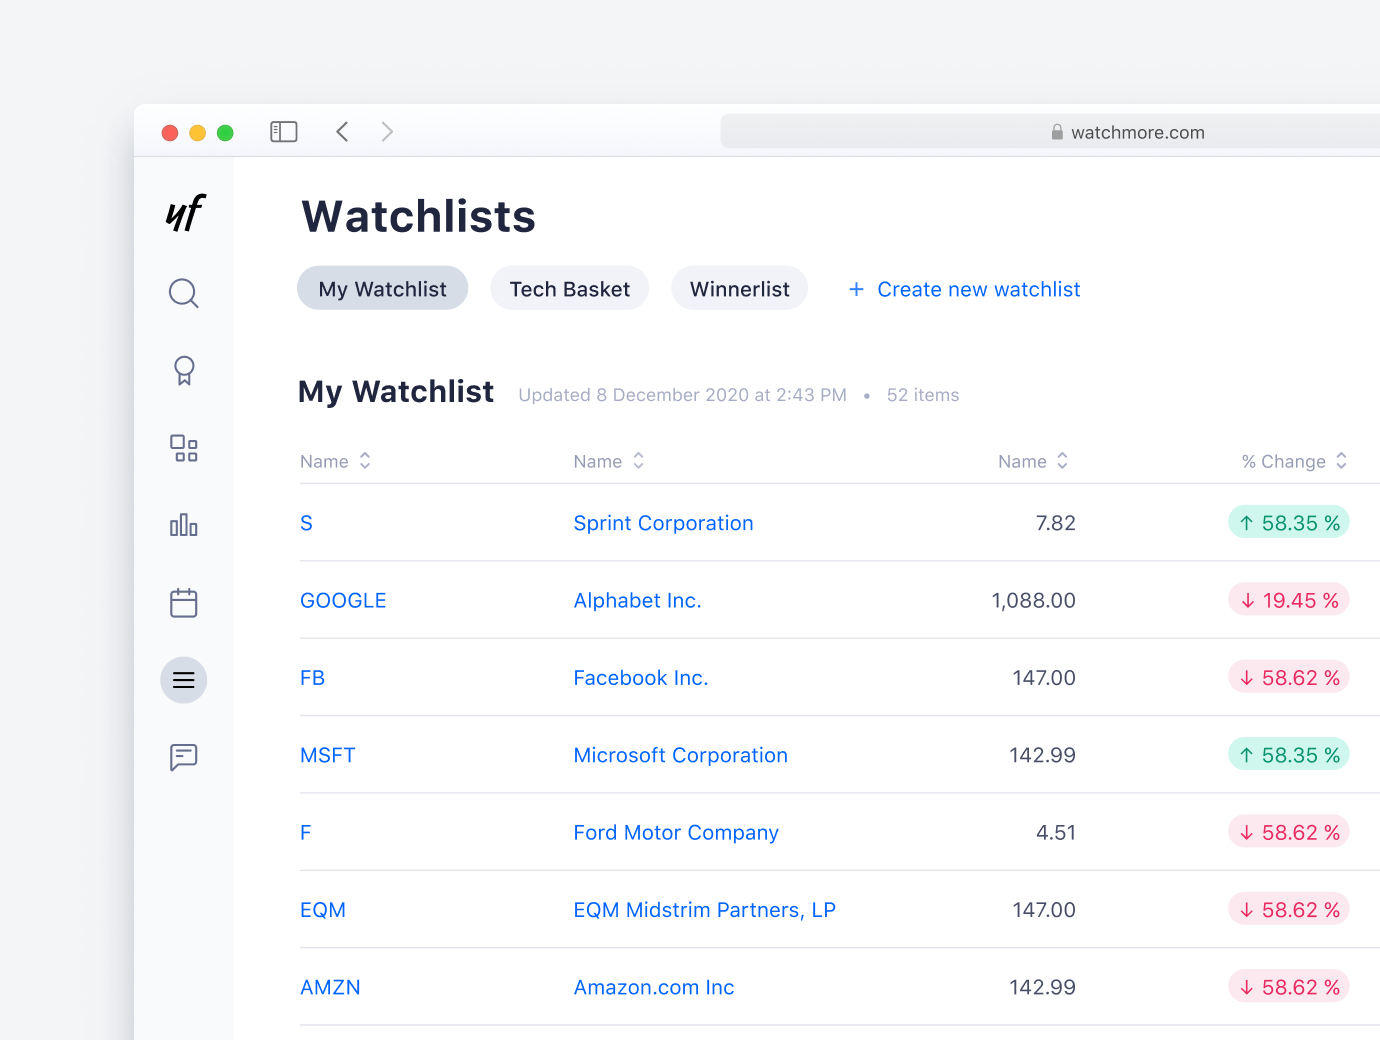 watchmore.com
yf
Watchlists
My Watchlist Tech Basket Winnerlist + Create new watchlist
My Watchlist Updated 8 December 2020 at 2:43 PM • 52 items
Name Name Name % Change
S Sprint Corporation 7.82 ↑ 58.35 %
GOOGLE Alphabet Inc. 1,088.00 ↓ 19.45 %
FB Facebook Inc. 147.00 ↓ 58.62 %
MSFT Microsoft Corporation 142.99 ↑ 58.35 %
F Ford Motor Company 4.51 ↓ 58.62 %
EQM EQM Midstrim Partners, LP 147.00 ↓ 58.62 %
AMZN Amazon.com Inc 142.99 ↓ 58.62 %